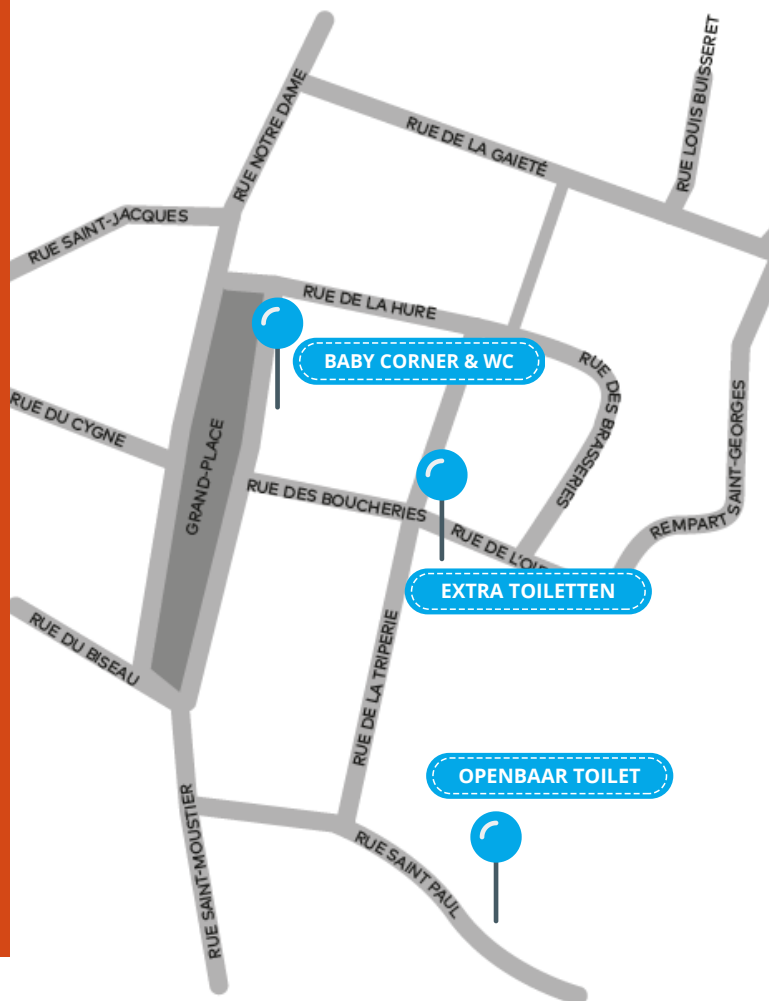 RUE LOUIS BUISSERET
RUE NOTRE DAME
RUE DE LA GAIETÉ
RUE SAINT-JACQUES
RUE DE LA HURE
BABY CORNER & WC
RUE DES BRASSERIES
RUE DU CYGNE
GRAND-PLACE
SAINT-GEORGES
REMPART
RUE DES BOUCHERIES
RUE DE
EXTRA TOILETTEN
RUE DU BISEAU
RUE DE LA TRIPERIE
OPENBAAR TOILET
RUE SAINT-MOUSTIER
RUE SAINT PAUL